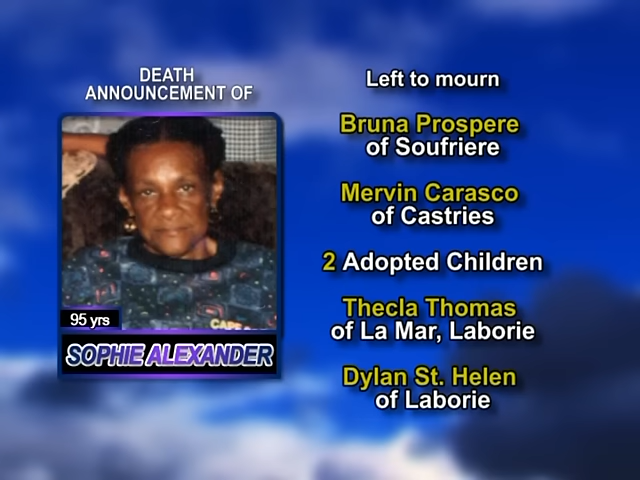 DEATH
ANNOUNCEMENT OF
95 yrs
SOPHIE ALEXANDER
Left to mourn
Bruna Prospere
of Soufriere
Mervin Carasco
of Castries
2 Adopted Children
Thecla Thomas
of La Mar, Laborie
Dylan St. Helen
of Laborie